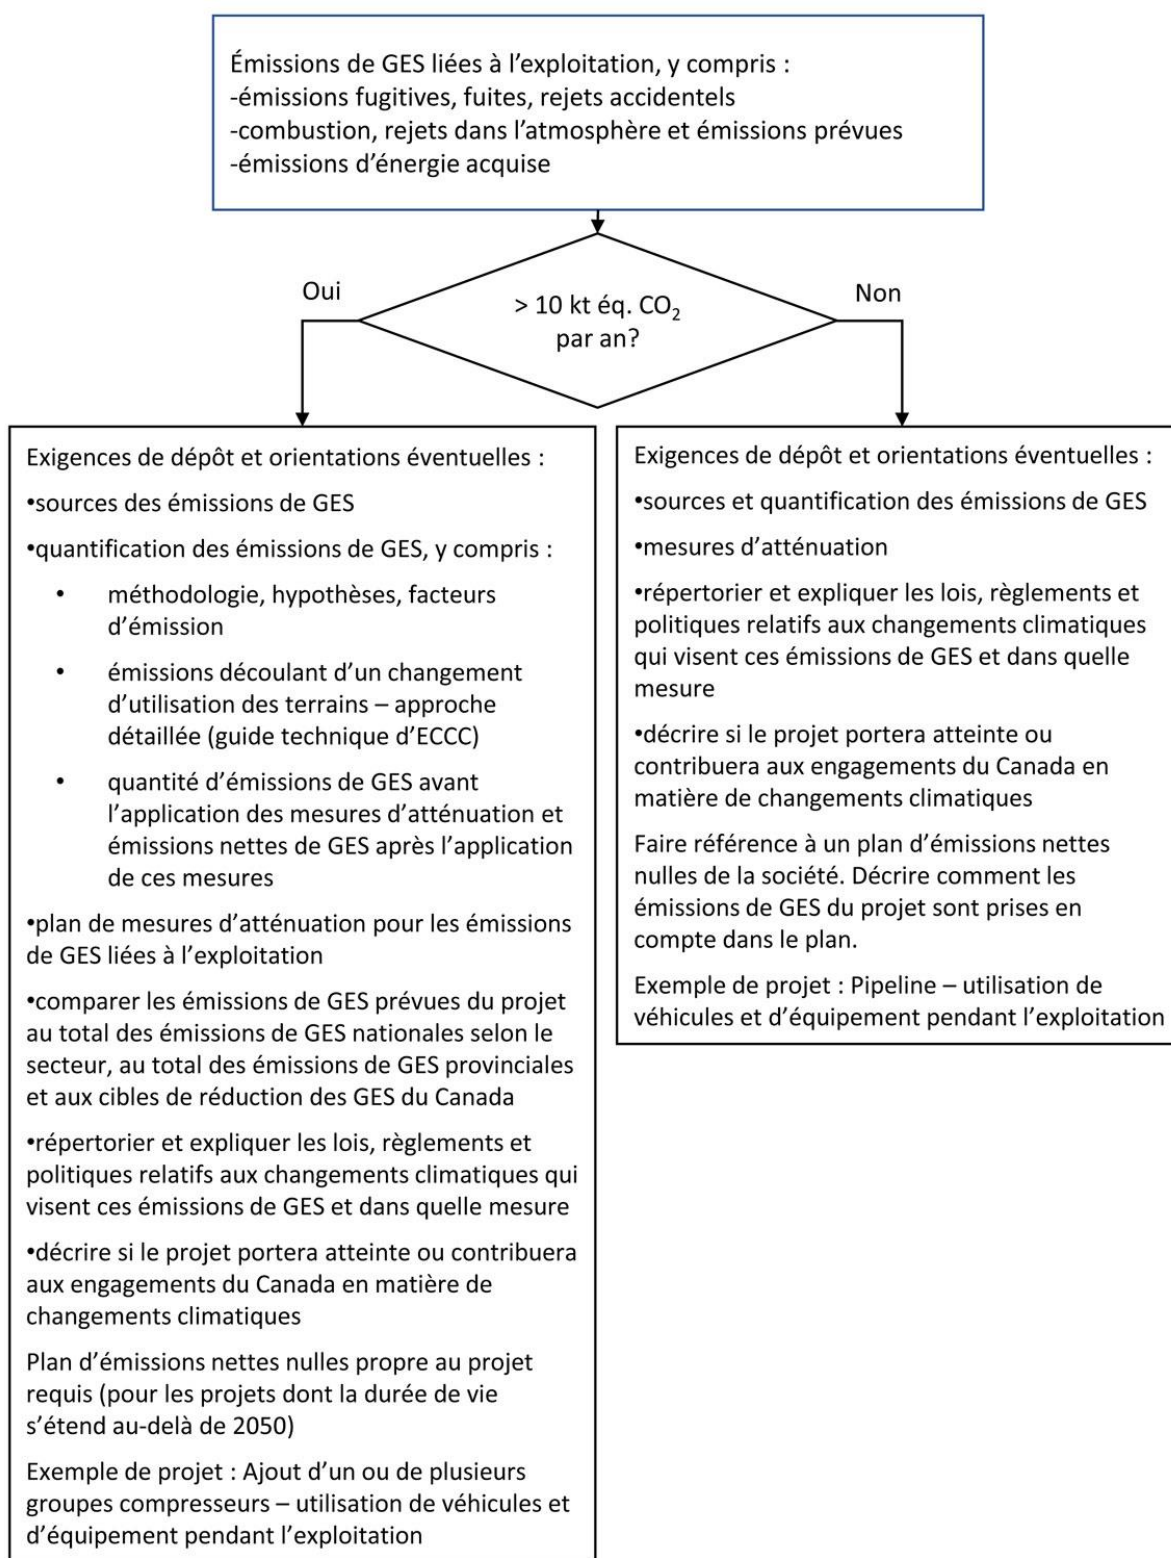 Émissions de GES liées à l’exploitation, y compris :
-émissions fugitives, fuites, rejets accidentels
-combustion, rejets dans l’atmosphère et émissions prévues
-émissions d’énergie acquise
> 10 kt éq. CO₂
par an?
Oui
Non
Exigences de dépôt et orientations éventuelles :
•sources des émissions de GES
•quantification des émissions de GES, y compris :
• méthodologie, hypothèses, facteurs
d’émission
• émissions découlant d’un changement
d’utilisation des terrains – approche
détaillée (guide technique d’ECCC)
• quantité d’émissions de GES avant
l’application des mesures d’atténuation et
émissions nettes de GES après l’application
de ces mesures
•plan de mesures d’atténuation pour les émissions
de GES liées à l’exploitation
•comparer les émissions de GES prévues du projet
au total des émissions de GES nationales selon le
secteur, au total des émissions de GES provinciales
et aux cibles de réduction des GES du Canada
•répertorier et expliquer les lois, règlements et
politiques relatifs aux changements climatiques qui
visent ces émissions de GES et dans quelle mesure
•décrire si le projet portera atteinte ou contribuera
aux engagements du Canada en matière de
changements climatiques
Plan d’émissions nettes nulles propre au projet
requis (pour les projets dont la durée de vie
s’étend au-delà de 2050)
Exemple de projet : Ajout d’un ou de plusieurs
groupes compresseurs – utilisation de véhicules et
d’équipement pendant l’exploitation
Exigences de dépôt et orientations éventuelles :
•sources et quantification des émissions de GES
•mesures d’atténuation
•répertorier et expliquer les lois, règlements et
politiques relatifs aux changements climatiques
qui visent ces émissions de GES et dans quelle
mesure
•décrire si le projet portera atteinte ou
contribuera aux engagements du Canada en
matière de changements climatiques
Faire référence à un plan d’émissions nettes
nulles de la société. Décrire comment les
émissions de GES du projet sont prises en
compte dans le plan.
Exemple de projet : Pipeline – utilisation de
véhicules et d’équipement pendant l’exploitation